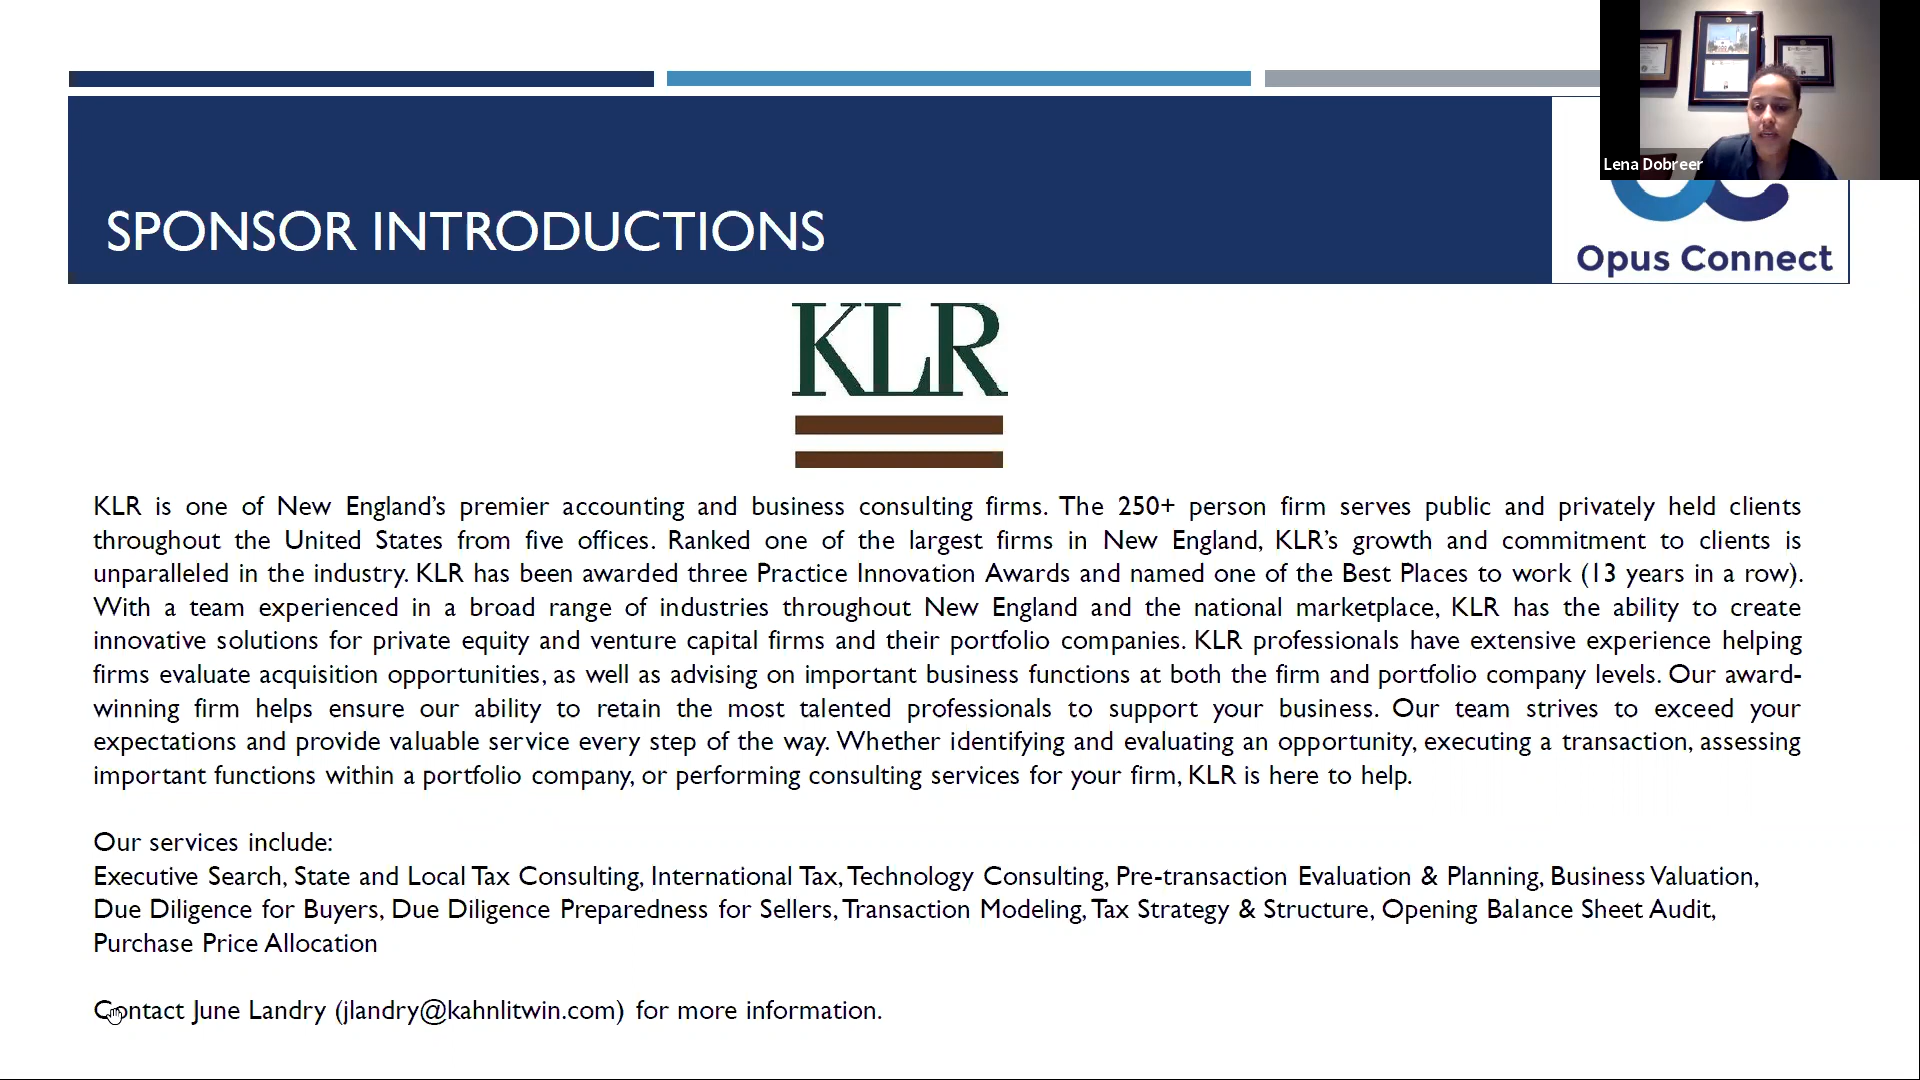 Lena Dobreer
SPONSOR INTRODUCTIONS
Opus Connect
KLR
KLR is one of New England’s premier accounting and business consulting firms. The 250+ person firm serves public and privately held clients
throughout the United States from five offices. Ranked one of the largest firms in New England, KLR’s growth and commitment to clients is
unparalleled in the industry. KLR has been awarded three Practice Innovation Awards and named one of the Best Places to work (13 years in a row).
With a team experienced in a broad range of industries throughout New England and the national marketplace, KLR has the ability to create
innovative solutions for private equity and venture capital firms and their portfolio companies. KLR professionals have extensive experience helping
firms evaluate acquisition opportunities, as well as advising on important business functions at both the firm and portfolio company levels. Our award-
winning firm helps ensure our ability to retain the most talented professionals to support your business. Our team strives to exceed your
expectations and provide valuable service every step of the way. Whether identifying and evaluating an opportunity, executing a transaction, assessing
important functions within a portfolio company, or performing consulting services for your firm, KLR is here to help.
Our services include:
Executive Search, State and Local Tax Consulting, International Tax, Technology Consulting, Pre-transaction Evaluation & Planning, Business Valuation,
Due Diligence for Buyers, Due Diligence Preparedness for Sellers, Transaction Modeling, Tax Strategy & Structure, Opening Balance Sheet Audit,
Purchase Price Allocation
Contact June Landry (jlandry@kahnlitwin.com) for more information.